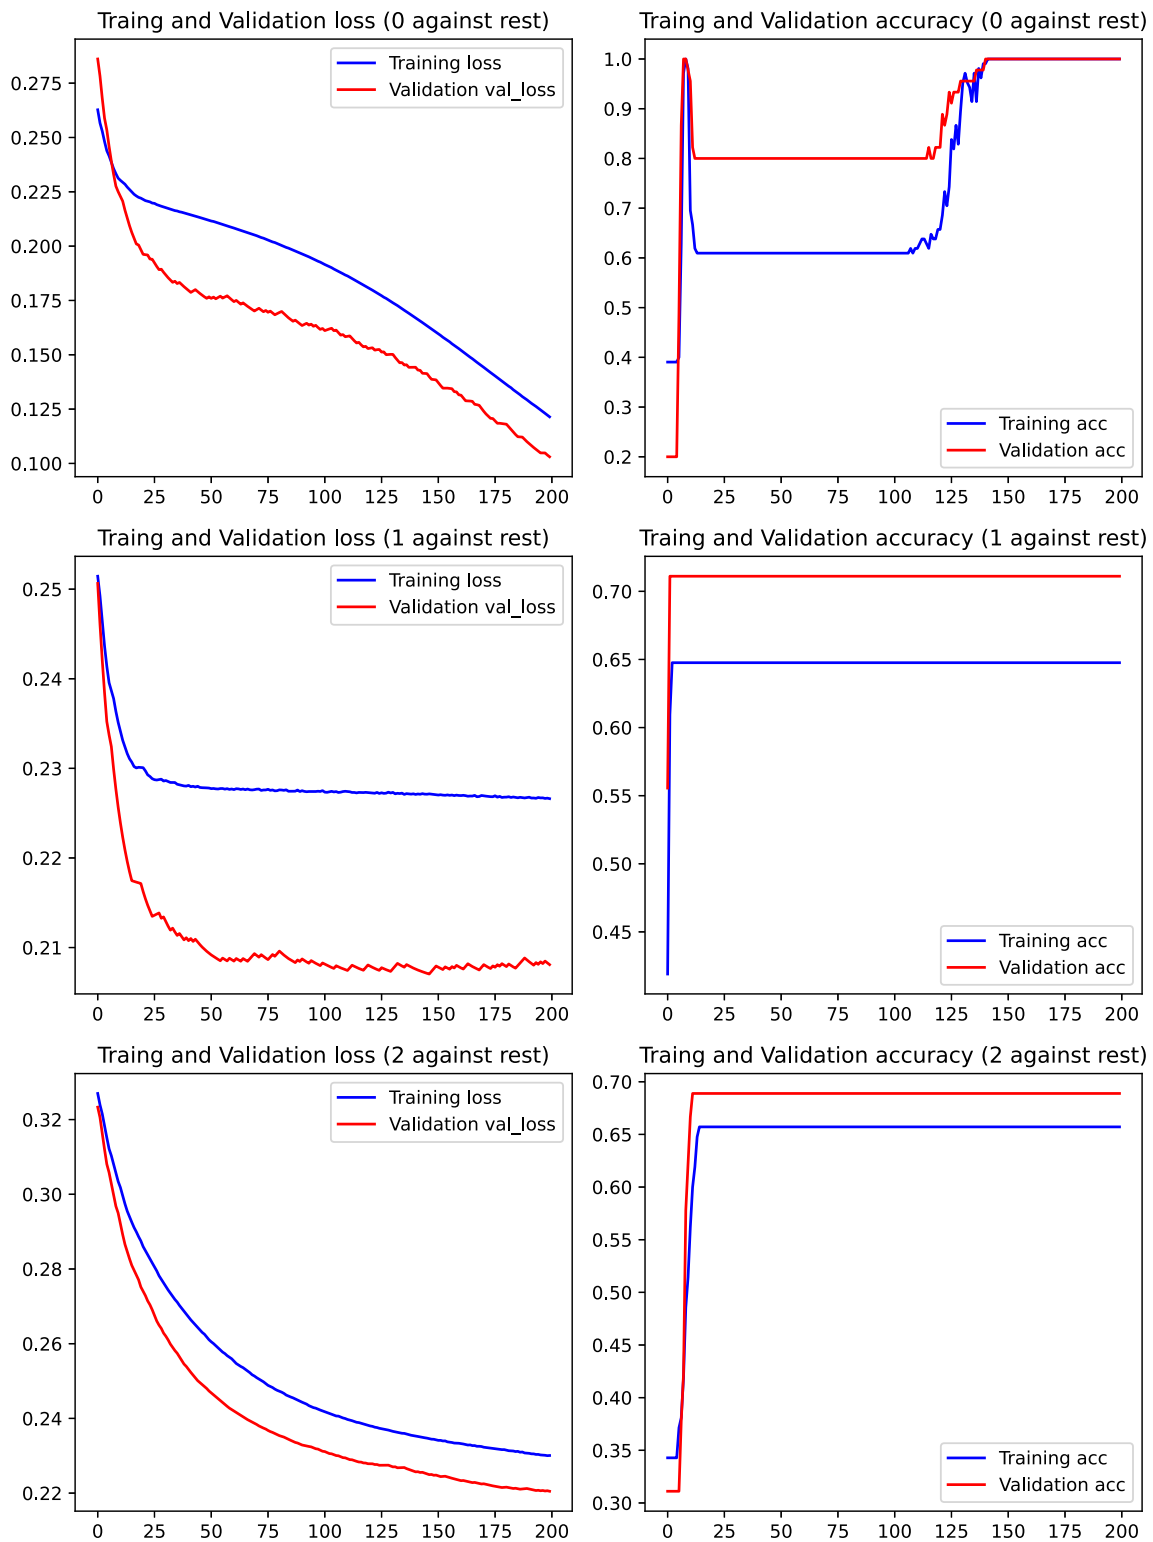 Traing and Validation loss (0 against rest)
Training loss
Validation val_loss
0.275
0.250
0.225
0.200
0.175
0.150
0.125
0.100
0 25 50 75 100 125 150 175 200
Traing and Validation accuracy (0 against rest)
1.0
0.9
0.8
0.7
0.6
0.5
0.4
0.3
0.2
Training acc
Validation acc
0 25 50 75 100 125 150 175 200
Traing and Validation loss (1 against rest)
Training loss
Validation val_loss
0.25
0.24
0.23
0.22
0.21
0 25 50 75 100 125 150 175 200
Traing and Validation accuracy (1 against rest)
0.70
0.65
0.60
0.55
0.50
0.45
Training acc
Validation acc
0 25 50 75 100 125 150 175 200
Traing and Validation loss (2 against rest)
Training loss
Validation val_loss
0.32
0.30
0.28
0.26
0.24
0.22
0 25 50 75 100 125 150 175 200
Traing and Validation accuracy (2 against rest)
0.70
0.65
0.60
0.55
0.50
0.45
0.40
0.35
0.30
Training acc
Validation acc
0 25 50 75 100 125 150 175 200